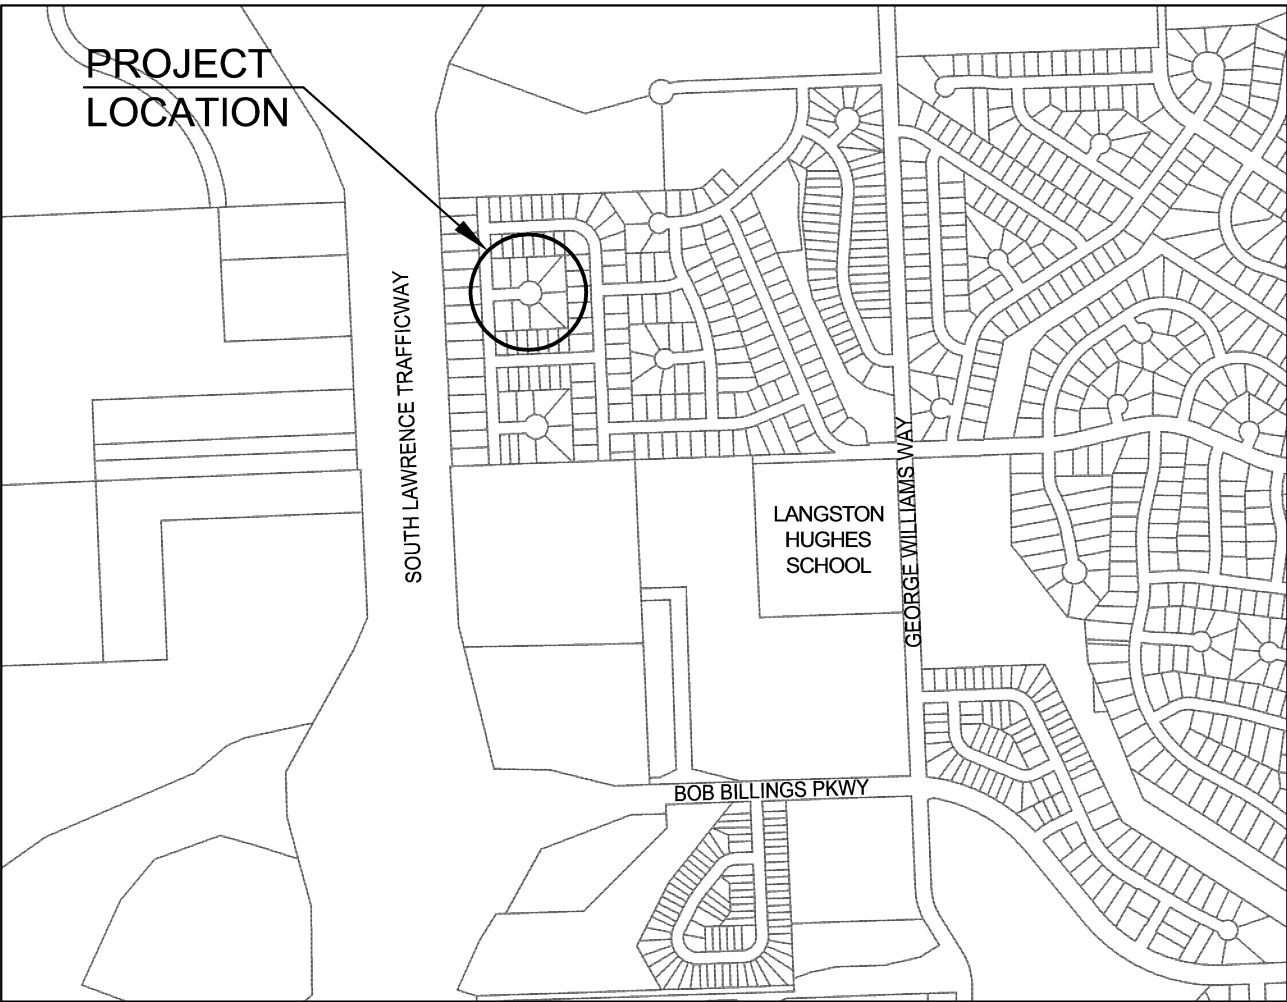 PROJECT
LOCATION
SOUTH LAWRENCE TRAFFICWAY
GEORGE WILLIAMS WAY
LANGSTON
HUGHES
SCHOOL
BOB BILLINGS PKWY